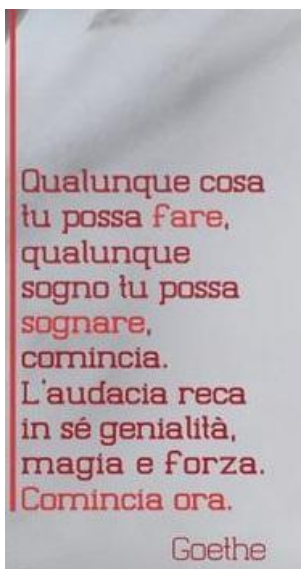 Qualunque cosa
tu possa fare,
qualunque
sogno tu possa
sognare,
comincia.
L'audacia reca
in sé genialità,
magia e forza.
Comincia ora.
Goethe